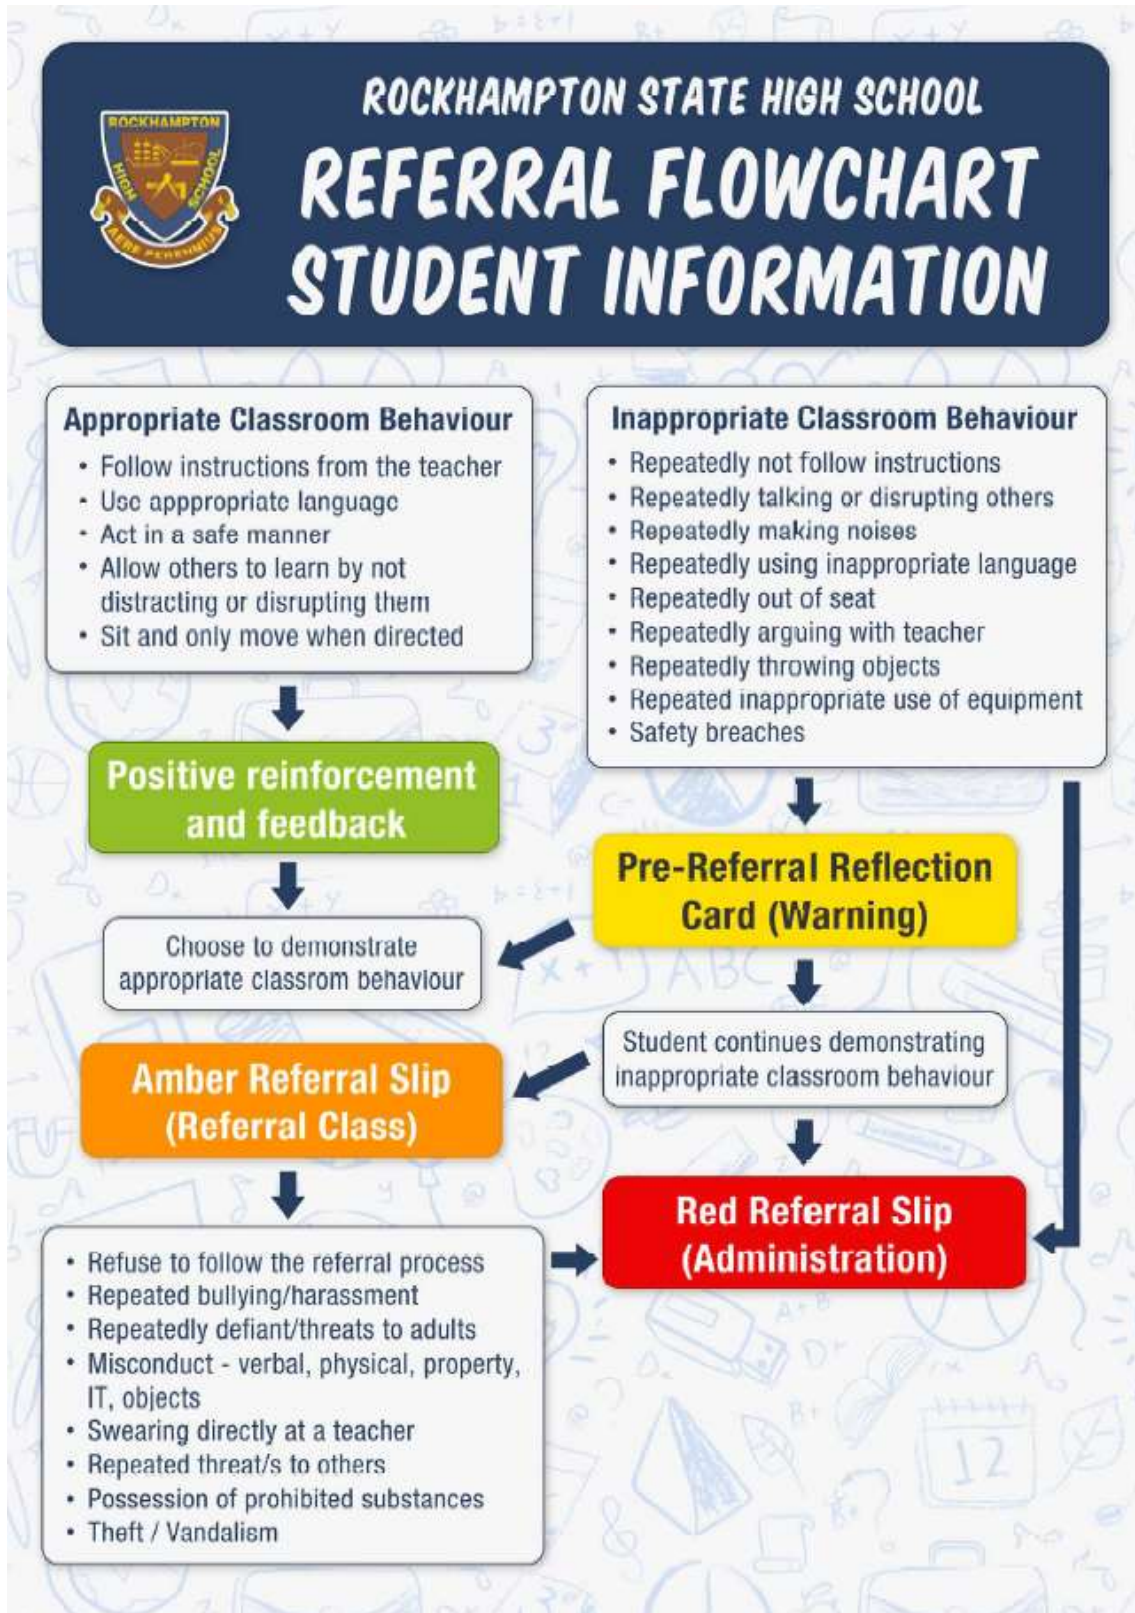 ROCKHAMPTON STATE HIGH SCHOOL
REFERRAL FLOWCHART
STUDENT INFORMATION
ROCKHAMPTON
HIGH
SCHOOL
AERE PERENNIUS
Appropriate Classroom Behaviour
• Follow instructions from the teacher
• Use apppropriate language
• Act in a safe manner
• Allow others to learn by not
distracting or disrupting them
• Sit and only move when directed
Positive reinforcement
and feedback
Choose to demonstrate
appropriate classrom behaviour
Inappropriate Classroom Behaviour
• Repeatedly not follow instructions
• Repeatedly talking or disrupting others
• Repeatedly making noises
• Repeatedly using inappropriate language
• Repeatedly out of seat
• Repeatedly arguing with teacher
• Repeatedly throwing objects
• Repeated inappropriate use of equipment
• Safety breaches
Pre-Referral Reflection
Card (Warning)
Student continues demonstrating
inappropriate classroom behaviour
Amber Referral Slip
(Referral Class)
Red Referral Slip
(Administration)
• Refuse to follow the referral process
• Repeated bullying/harassment
• Repeatedly defiant/threats to adults
• Misconduct - verbal, physical, property,
IT, objects
• Swearing directly at a teacher
• Repeated threat/s to others
• Possession of prohibited substances
• Theft / Vandalism